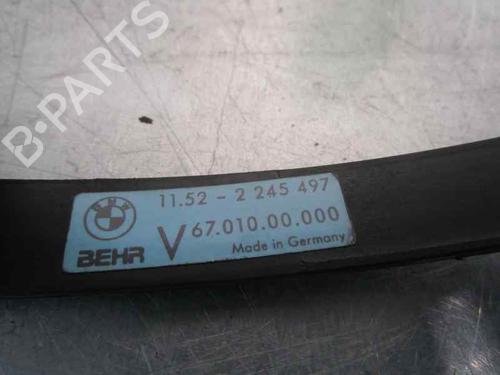 B-PARTS
11.52 - 2 245 497
V 67.010.00.000
BEHR Made in Germany